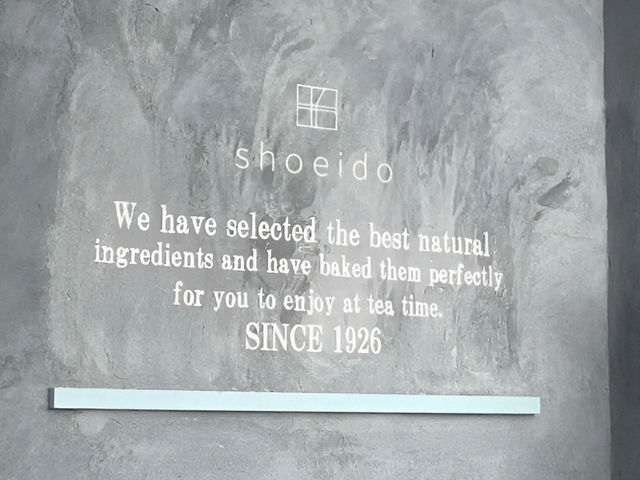 shoeido
We have selected the best natural
ingredients and have baked them perfectly
for you to enjoy at tea time.
SINCE 1926